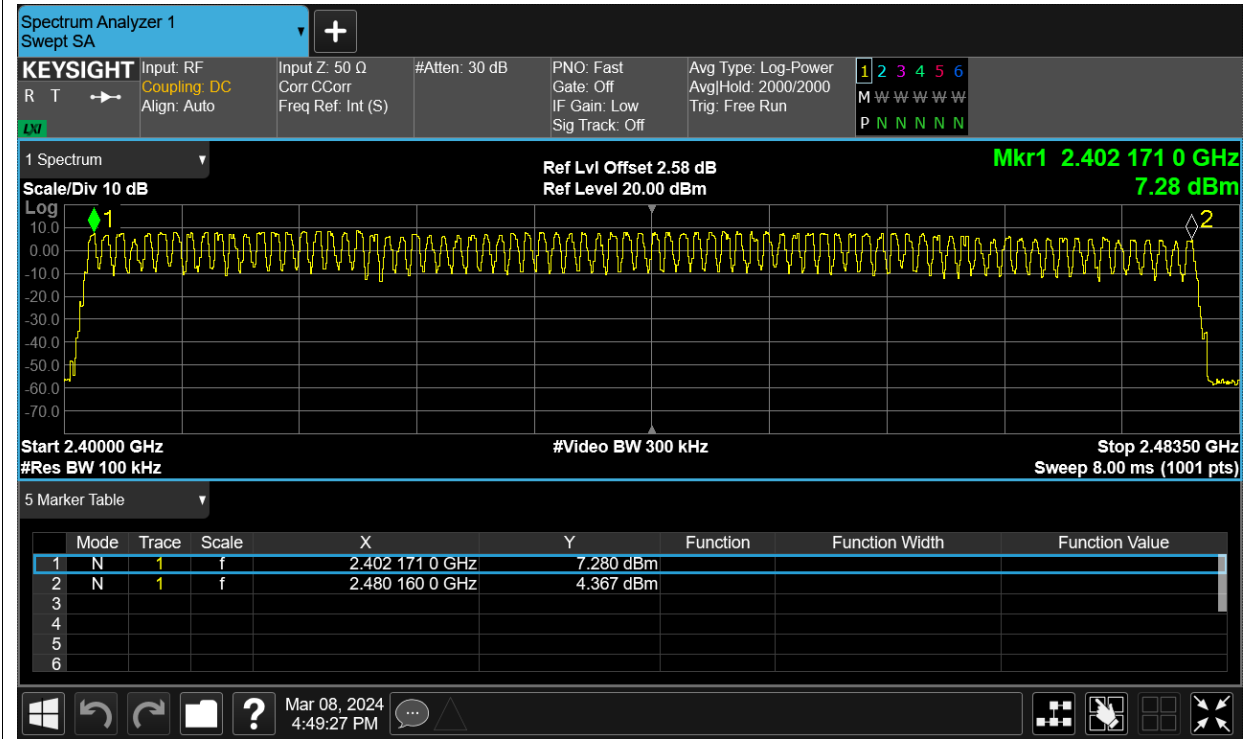 Spectrum Analyzer 1
Swept SA
+
KEYSIGHT Input: RF Input Z: 50 Ω #Atten: 30 dB PNO: Fast Avg Type: Log-Power 1 2 3 4 5 6
R T Coupling: DC Corr CCorr Gate: Off Avg|Hold: 2000/2000 M W W W W W
Align: Auto Freq Ref: Int (S) IF Gain: Low Trig: Free Run
LXI Sig Track: Off P N N N N N
1 Spectrum
Ref Lvl Offset 2.58 dB Mkr1 2.402 171 0 GHz
Scale/Div 10 dB Ref Level 20.00 dBm 7.28 dBm
Log
1 2
10.0
0.00
-10.0
-20.0
-30.0
-40.0
-50.0
-60.0
-70.0
Start 2.40000 GHz #Video BW 300 kHz Stop 2.48350 GHz
#Res BW 100 kHz Sweep 8.00 ms (1001 pts)
5 Marker Table
Mode Trace Scale X Y Function Function Width Function Value
1 N 1 f 2.402 171 0 GHz 7.280 dBm
2 N 1 f 2.480 160 0 GHz 4.367 dBm
3
4
5
6
? Mar 08, 2024
4:49:27 PM